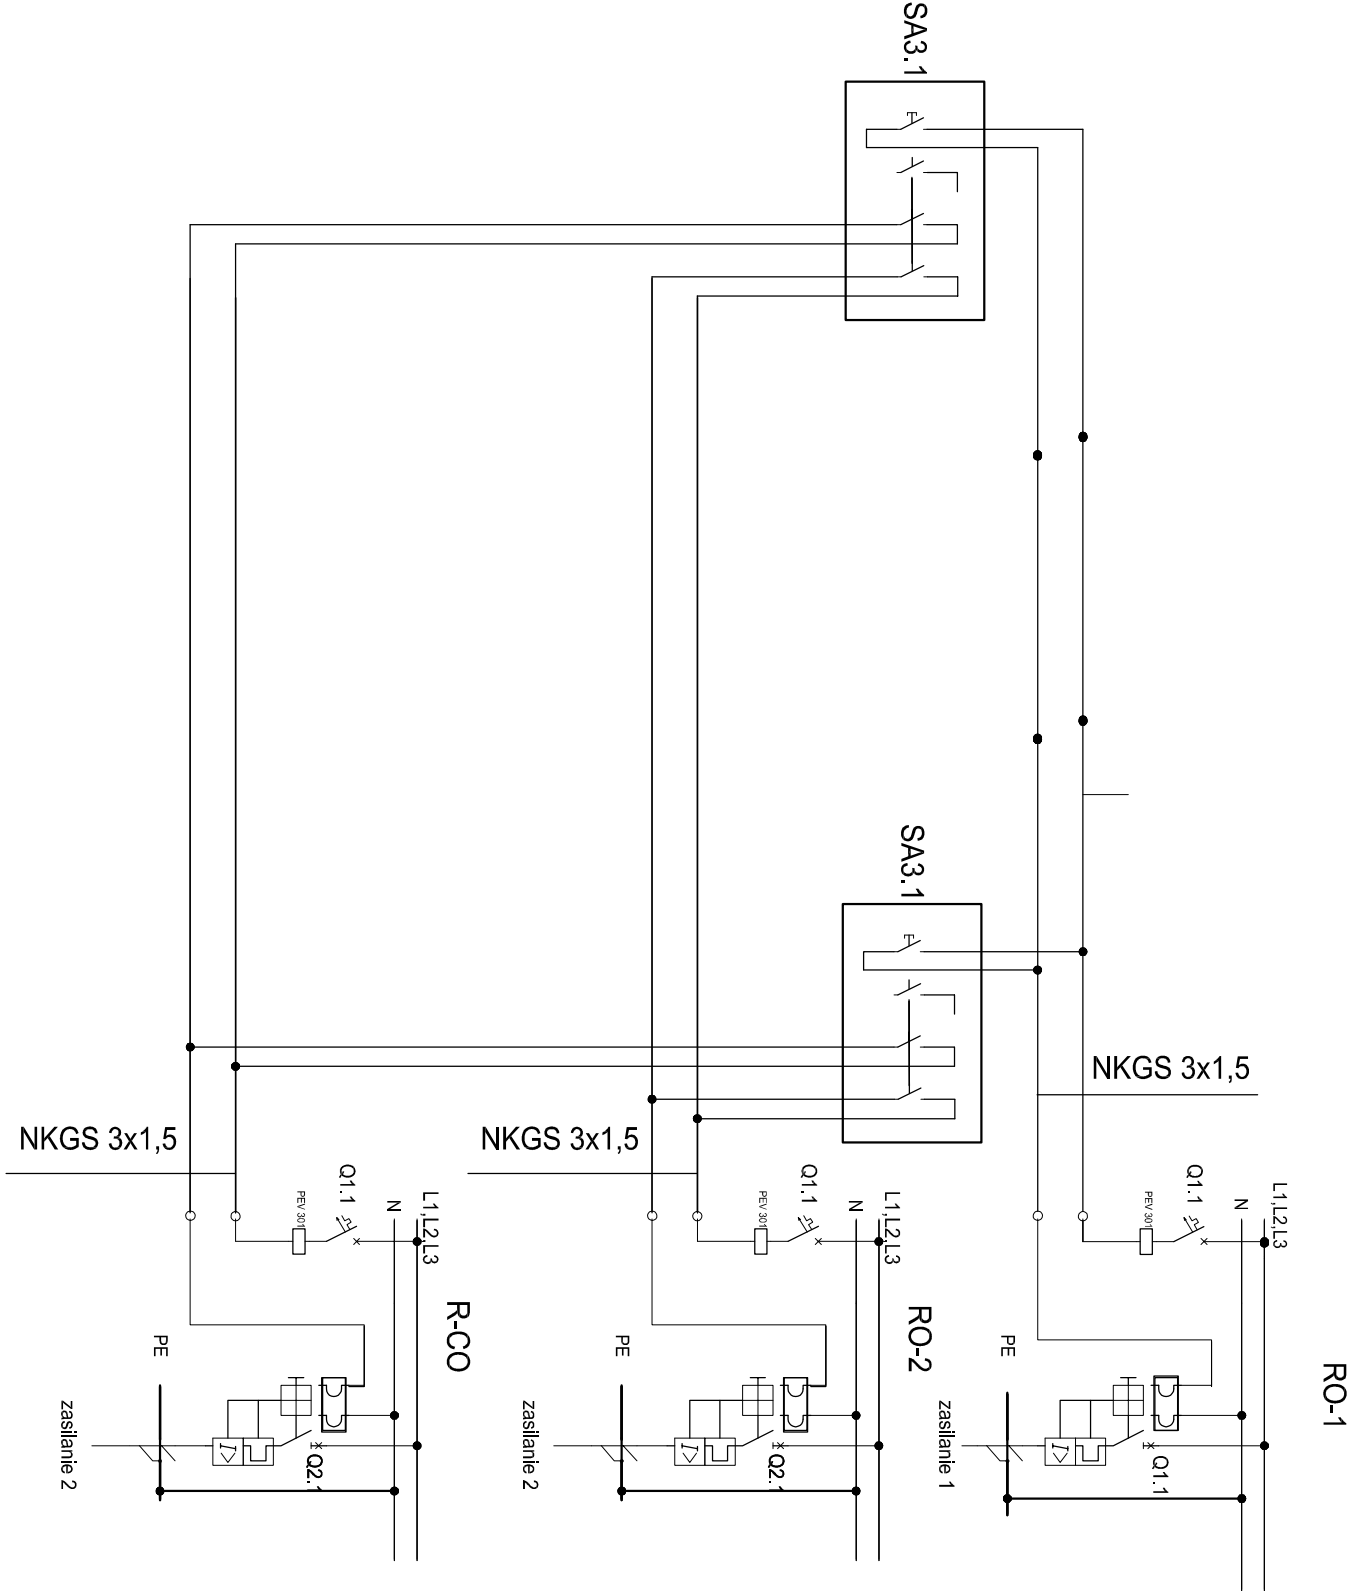 SA3.1
SA3.1
NKGS 3x1,5
NKGS 3x1,5
NKGS 3x1,5
Q1.1
PEV 301
N
L1,L2,L3
R-CO
PE
zasilanie 2
Q2.1
I
Q1.1
PEV 301
N
L1,L2,L3
RO-2
PE
zasilanie 2
Q2.1
I
Q1.1
PEV 301
N
L1,L2,L3
RO-1
PE
zasilanie 1
Q1.1
I